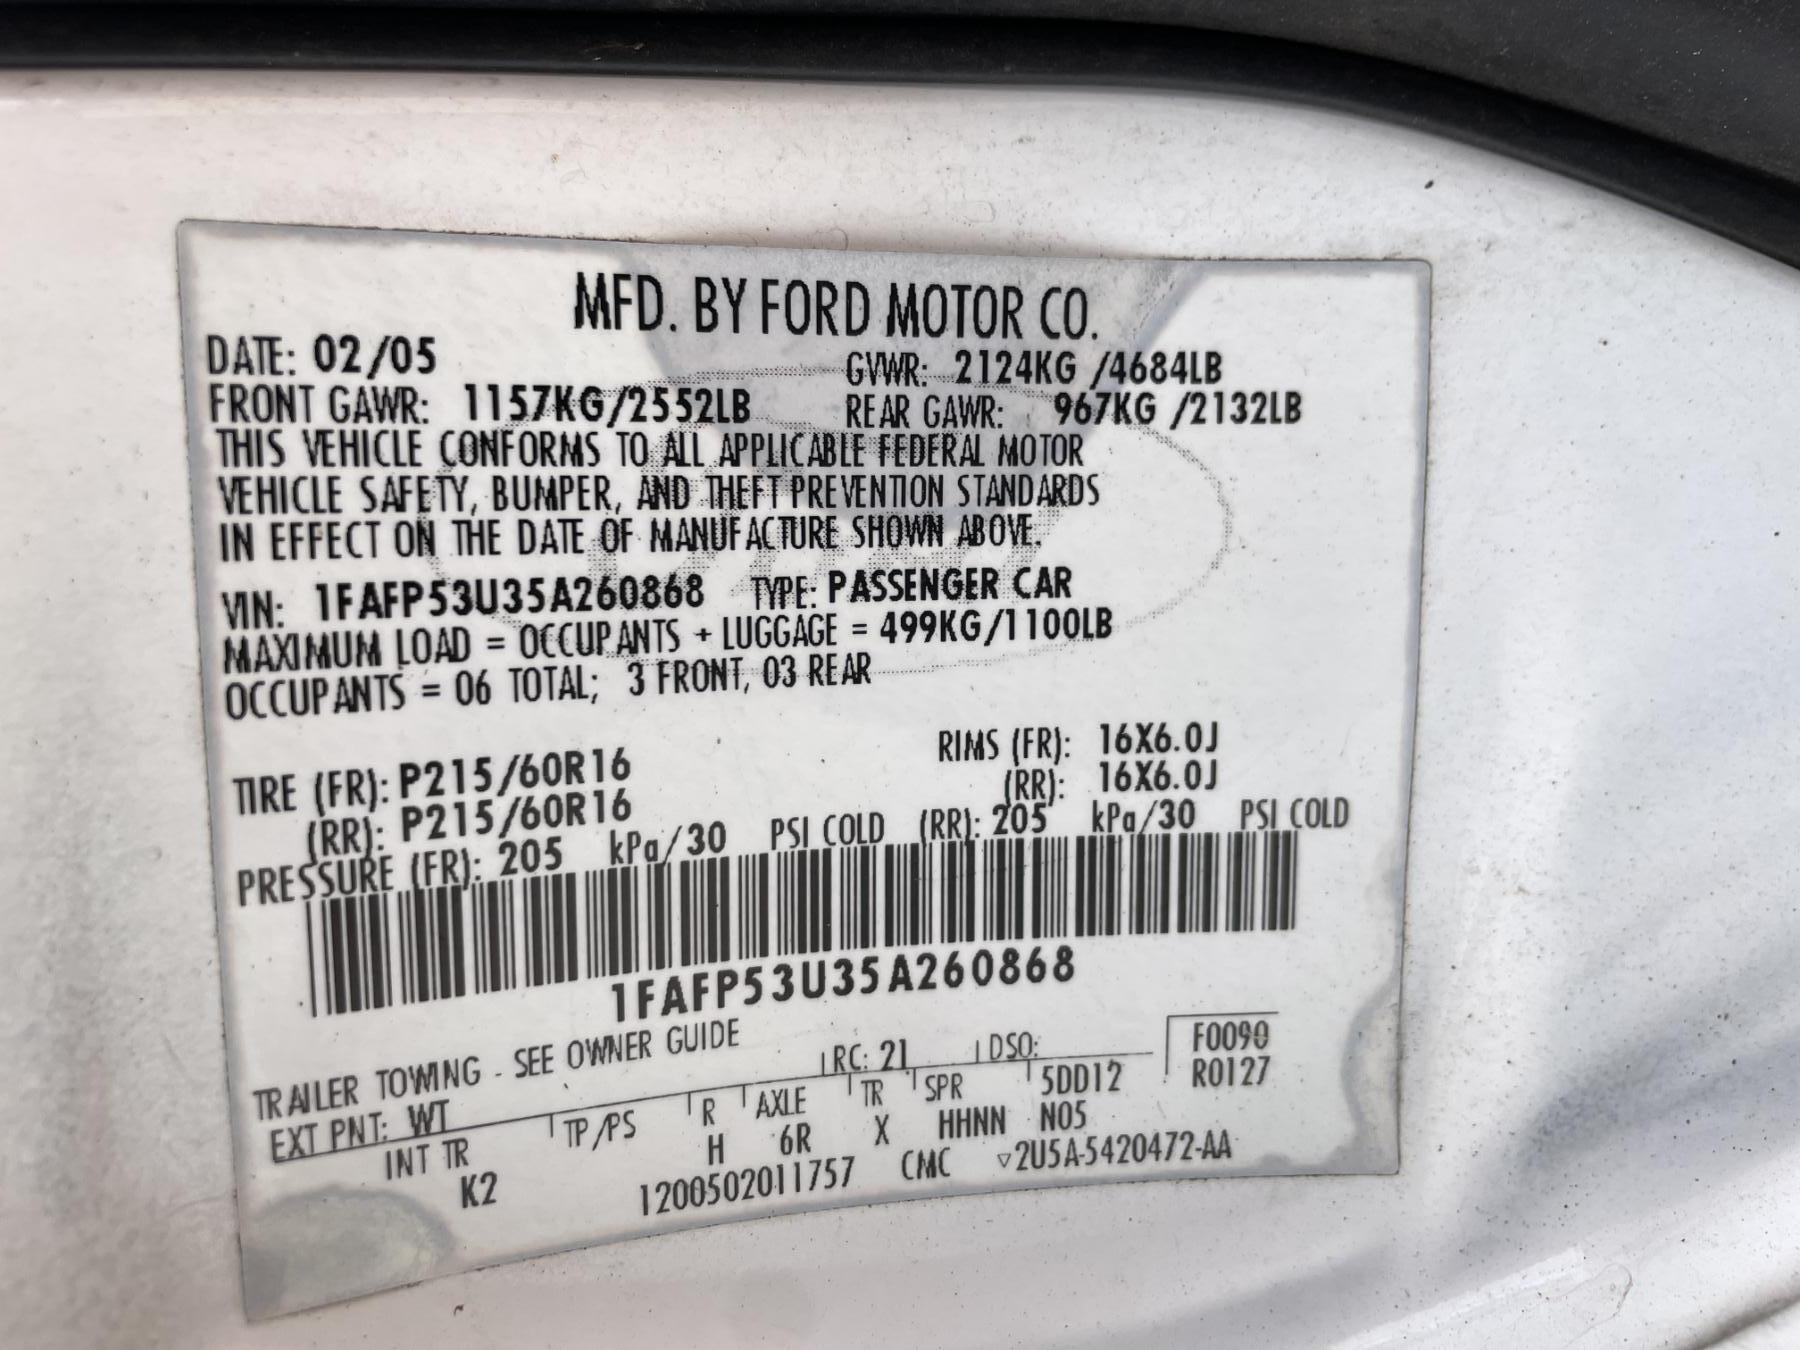 MFD. BY FORD MOTOR CO.
DATE: 02/05 GVWR: 2124KG /4684LB
FRONT GAWR: 1157KG/2552LB REAR GAWR: 967KG /2132LB
THIS VEHICLE CONFORMS TO ALL APPLICABLE FEDERAL MOTOR
VEHICLE SAFETY, BUMPER, AND THEFT PREVENTION STANDARDS
IN EFFECT ON THE DATE OF MANUFACTURE SHOWN ABOVE.
VIN: 1FAFP53U35A260868 TYPE: PASSENGER CAR
MAXIMUM LOAD = OCCUPANTS + LUGGAGE = 499KG/1100LB
OCCUPANTS = 06 TOTAL; 3 FRONT, 03 REAR
TIRE (FR): P215/60R16 RIMS (FR): 16X6.0J
(RR): P215/60R16 (RR): 16X6.0J
PRESSURE (FR): 205 kPa/30 PSI COLD (RR): 205 kPa/30 PSI COLD
1FAFP53U35A260868
TRAILER TOWING - SEE OWNER GUIDE
EXT PNT: WT RC: 21 DSO: F0090
R0127
INT TR TP/PS R AXLE TR SPR 5DD12
K2 H 6R X HHNN N05
1200502011757 CMC ▽2U5A-5420472-AA